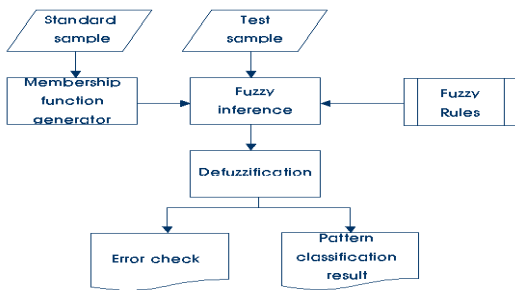 Standard
sample
Test
sample
Membership
function
generator
Fuzzy
inference
Fuzzy
Rules
Defuzzification
Error check
Pattern
classification
result